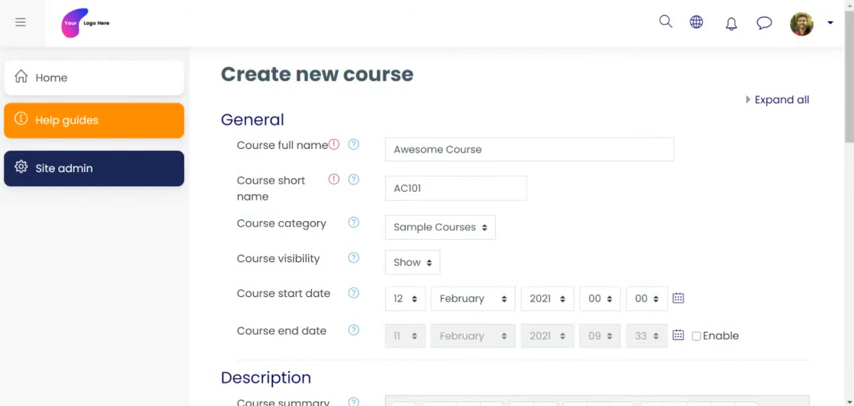 Your Logo Here
Home
Help guides
Site admin
Create new course
Expand all
General
Course full name
Awesome Course
Course short
name
AC101
Course category
Sample Courses
Course visibility
Show
Course start date
12 February 2021 00 00
Course end date
11 February 2021 09 33 Enable
Description
Course summary